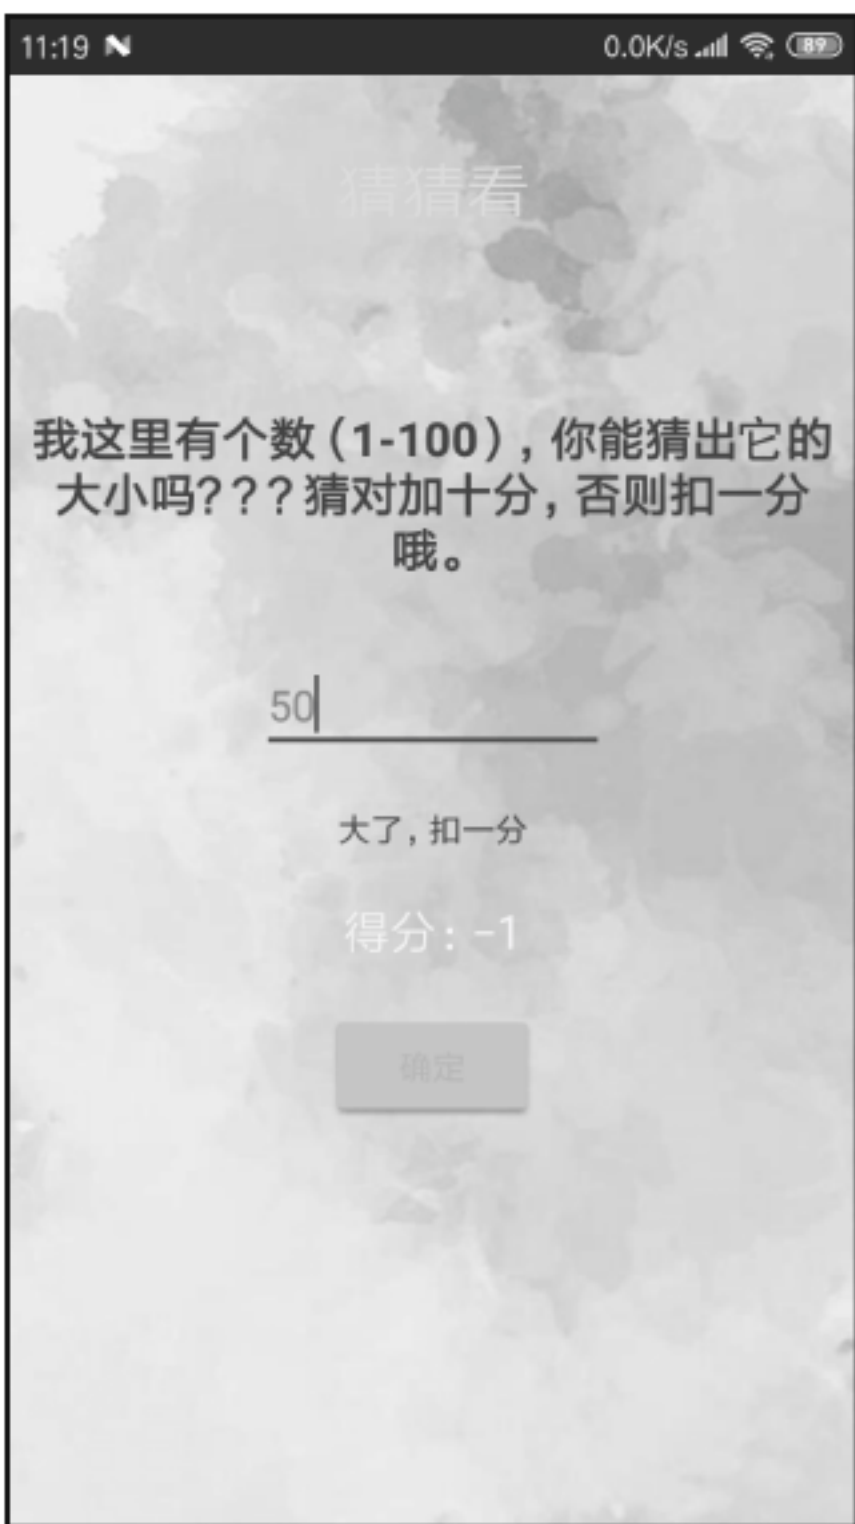 11:19 0.0K/s 89
猜猜看
我这里有个数（1-100），你能猜出它的
大小吗？？？猜对加十分，否则扣一分
哦。
50
大了，扣一分
得分：-1
确定